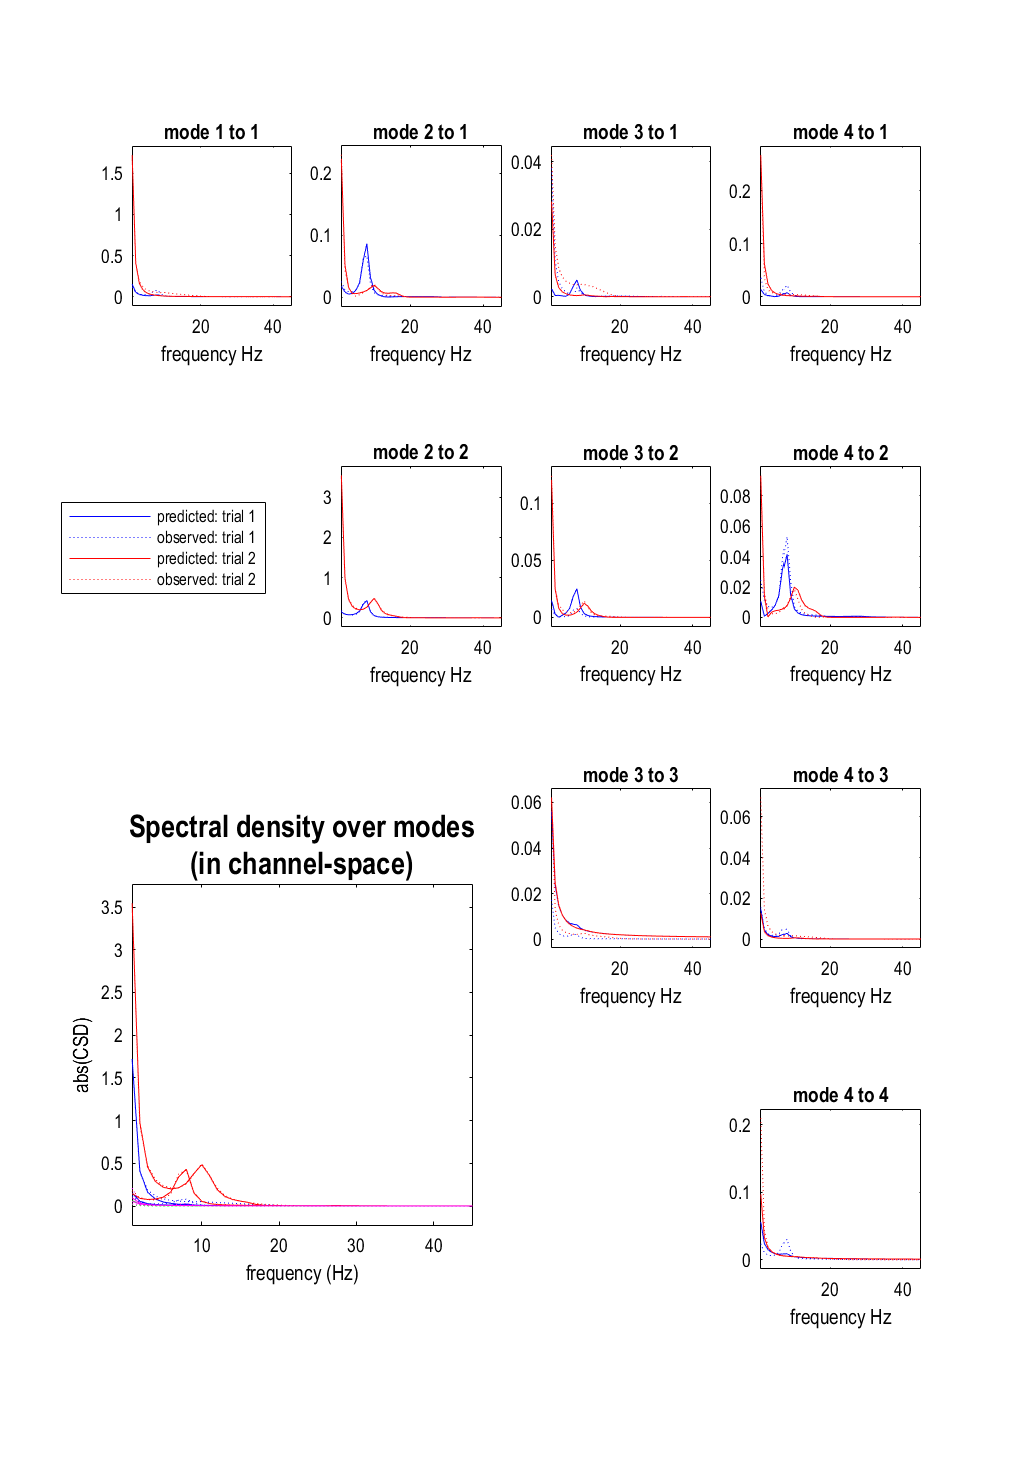 mode 1 to 1
mode 2 to 1
mode 3 to 1
mode 4 to 1
1.5
1
0.5
0
20
40
frequency Hz
0.2
0.1
0
20
40
frequency Hz
0.04
0.02
0
20
40
frequency Hz
0.2
0.1
0
20
40
frequency Hz
mode 2 to 2
mode 3 to 2
mode 4 to 2
predicted: trial 1
observed: trial 1
predicted: trial 2
observed: trial 2
3
2
1
0
20
40
frequency Hz
0.1
0.05
0
20
40
frequency Hz
0.08
0.06
0.04
0.02
0
20
40
frequency Hz
mode 3 to 3
mode 4 to 3
0.06
0.04
0.02
0
20
40
frequency Hz
0.06
0.04
0.02
0
20
40
frequency Hz
Spectral density over modes
(in channel-space)
abs(CSD)
3.5
3
2.5
2
1.5
1
0.5
0
10
20
30
40
frequency (Hz)
mode 4 to 4
0.2
0.1
0
20
40
frequency Hz